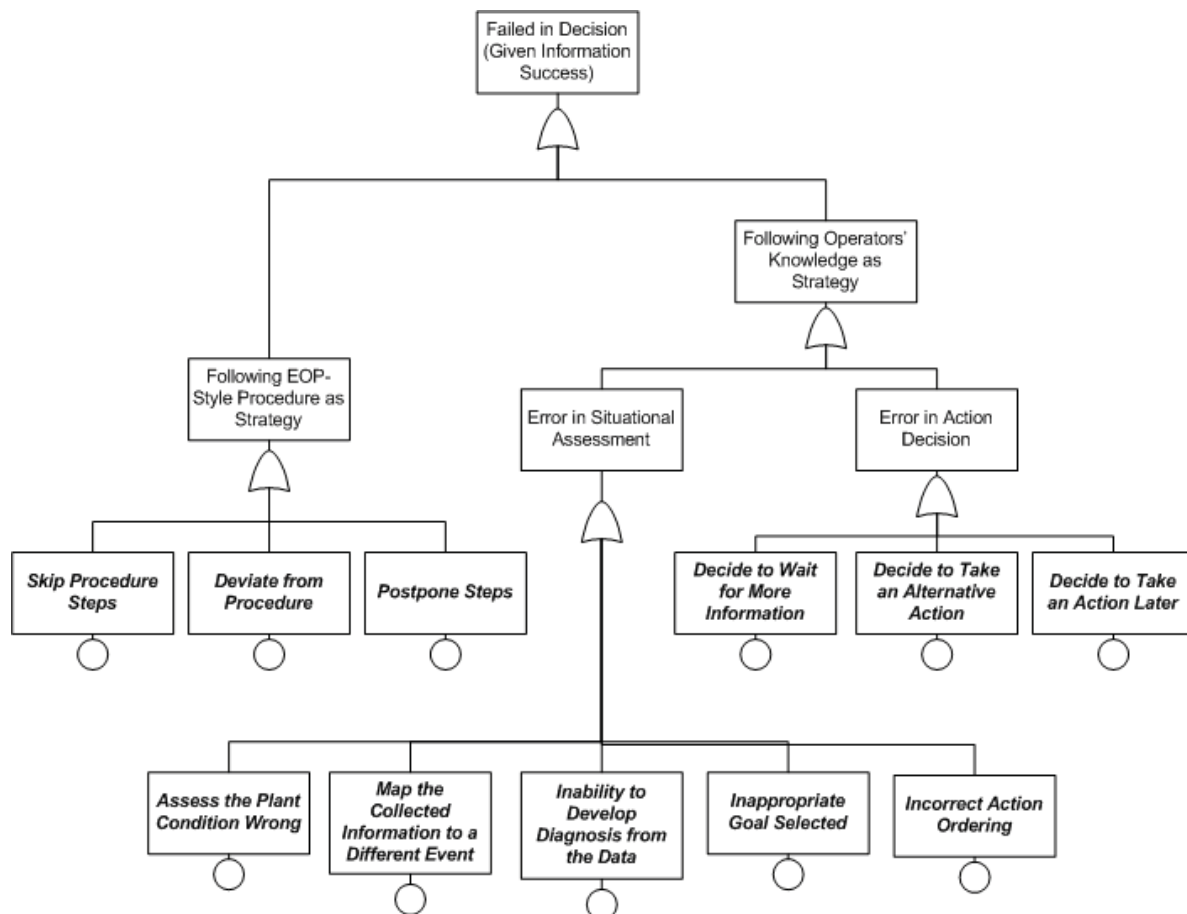 Failed in Decision
(Given Information
Success)
Following Operators'
Knowledge as
Strategy
Following EOP-
Style Procedure as
Strategy
Error in Situational
Assessment
Error in Action
Decision
Skip Procedure
Steps
Deviate from
Procedure
Postpone Steps
Decide to Wait
for More
Information
Decide to Take
an Alternative
Action
Decide to Take
an Action Later
Assess the Plant
Condition Wrong
Map the
Collected
Information to a
Different Event
Inability to
Develop
Diagnosis from
the Data
Inappropriate
Goal Selected
Incorrect Action
Ordering